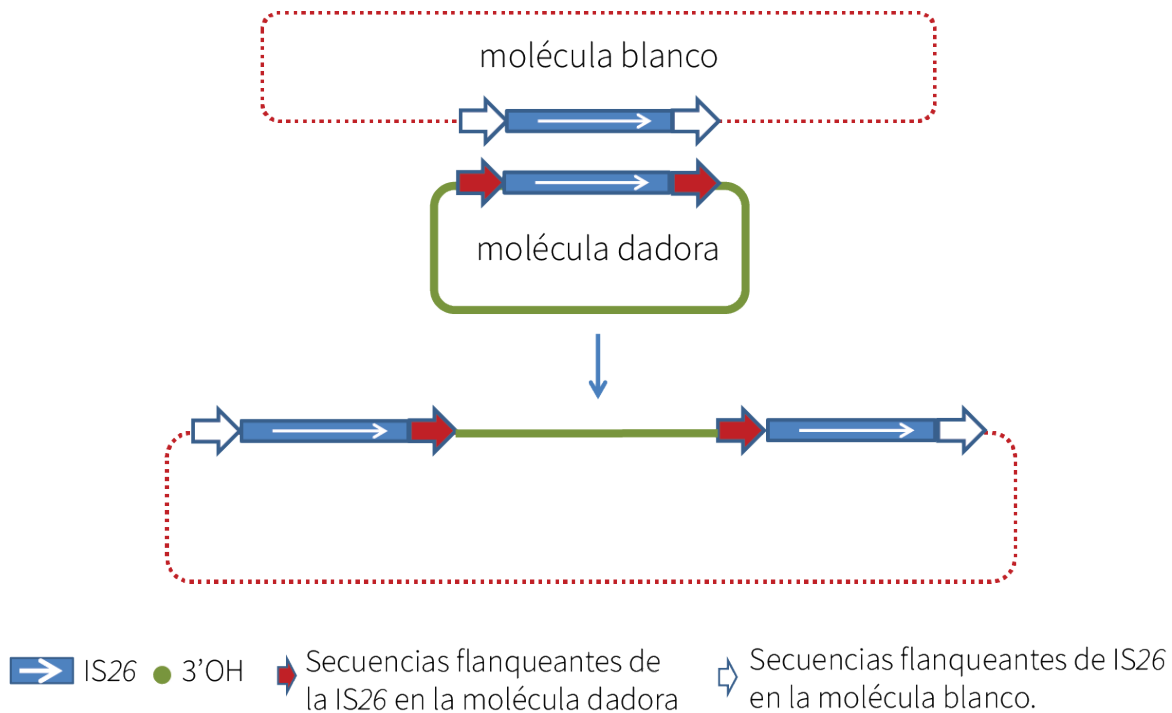 molécula blanco
molécula dadora
IS26
3'OH
Secuencias flanqueantes de
la IS26 en la molécula dadora
Secuencias flanqueantes de IS26
en la molécula blanco.